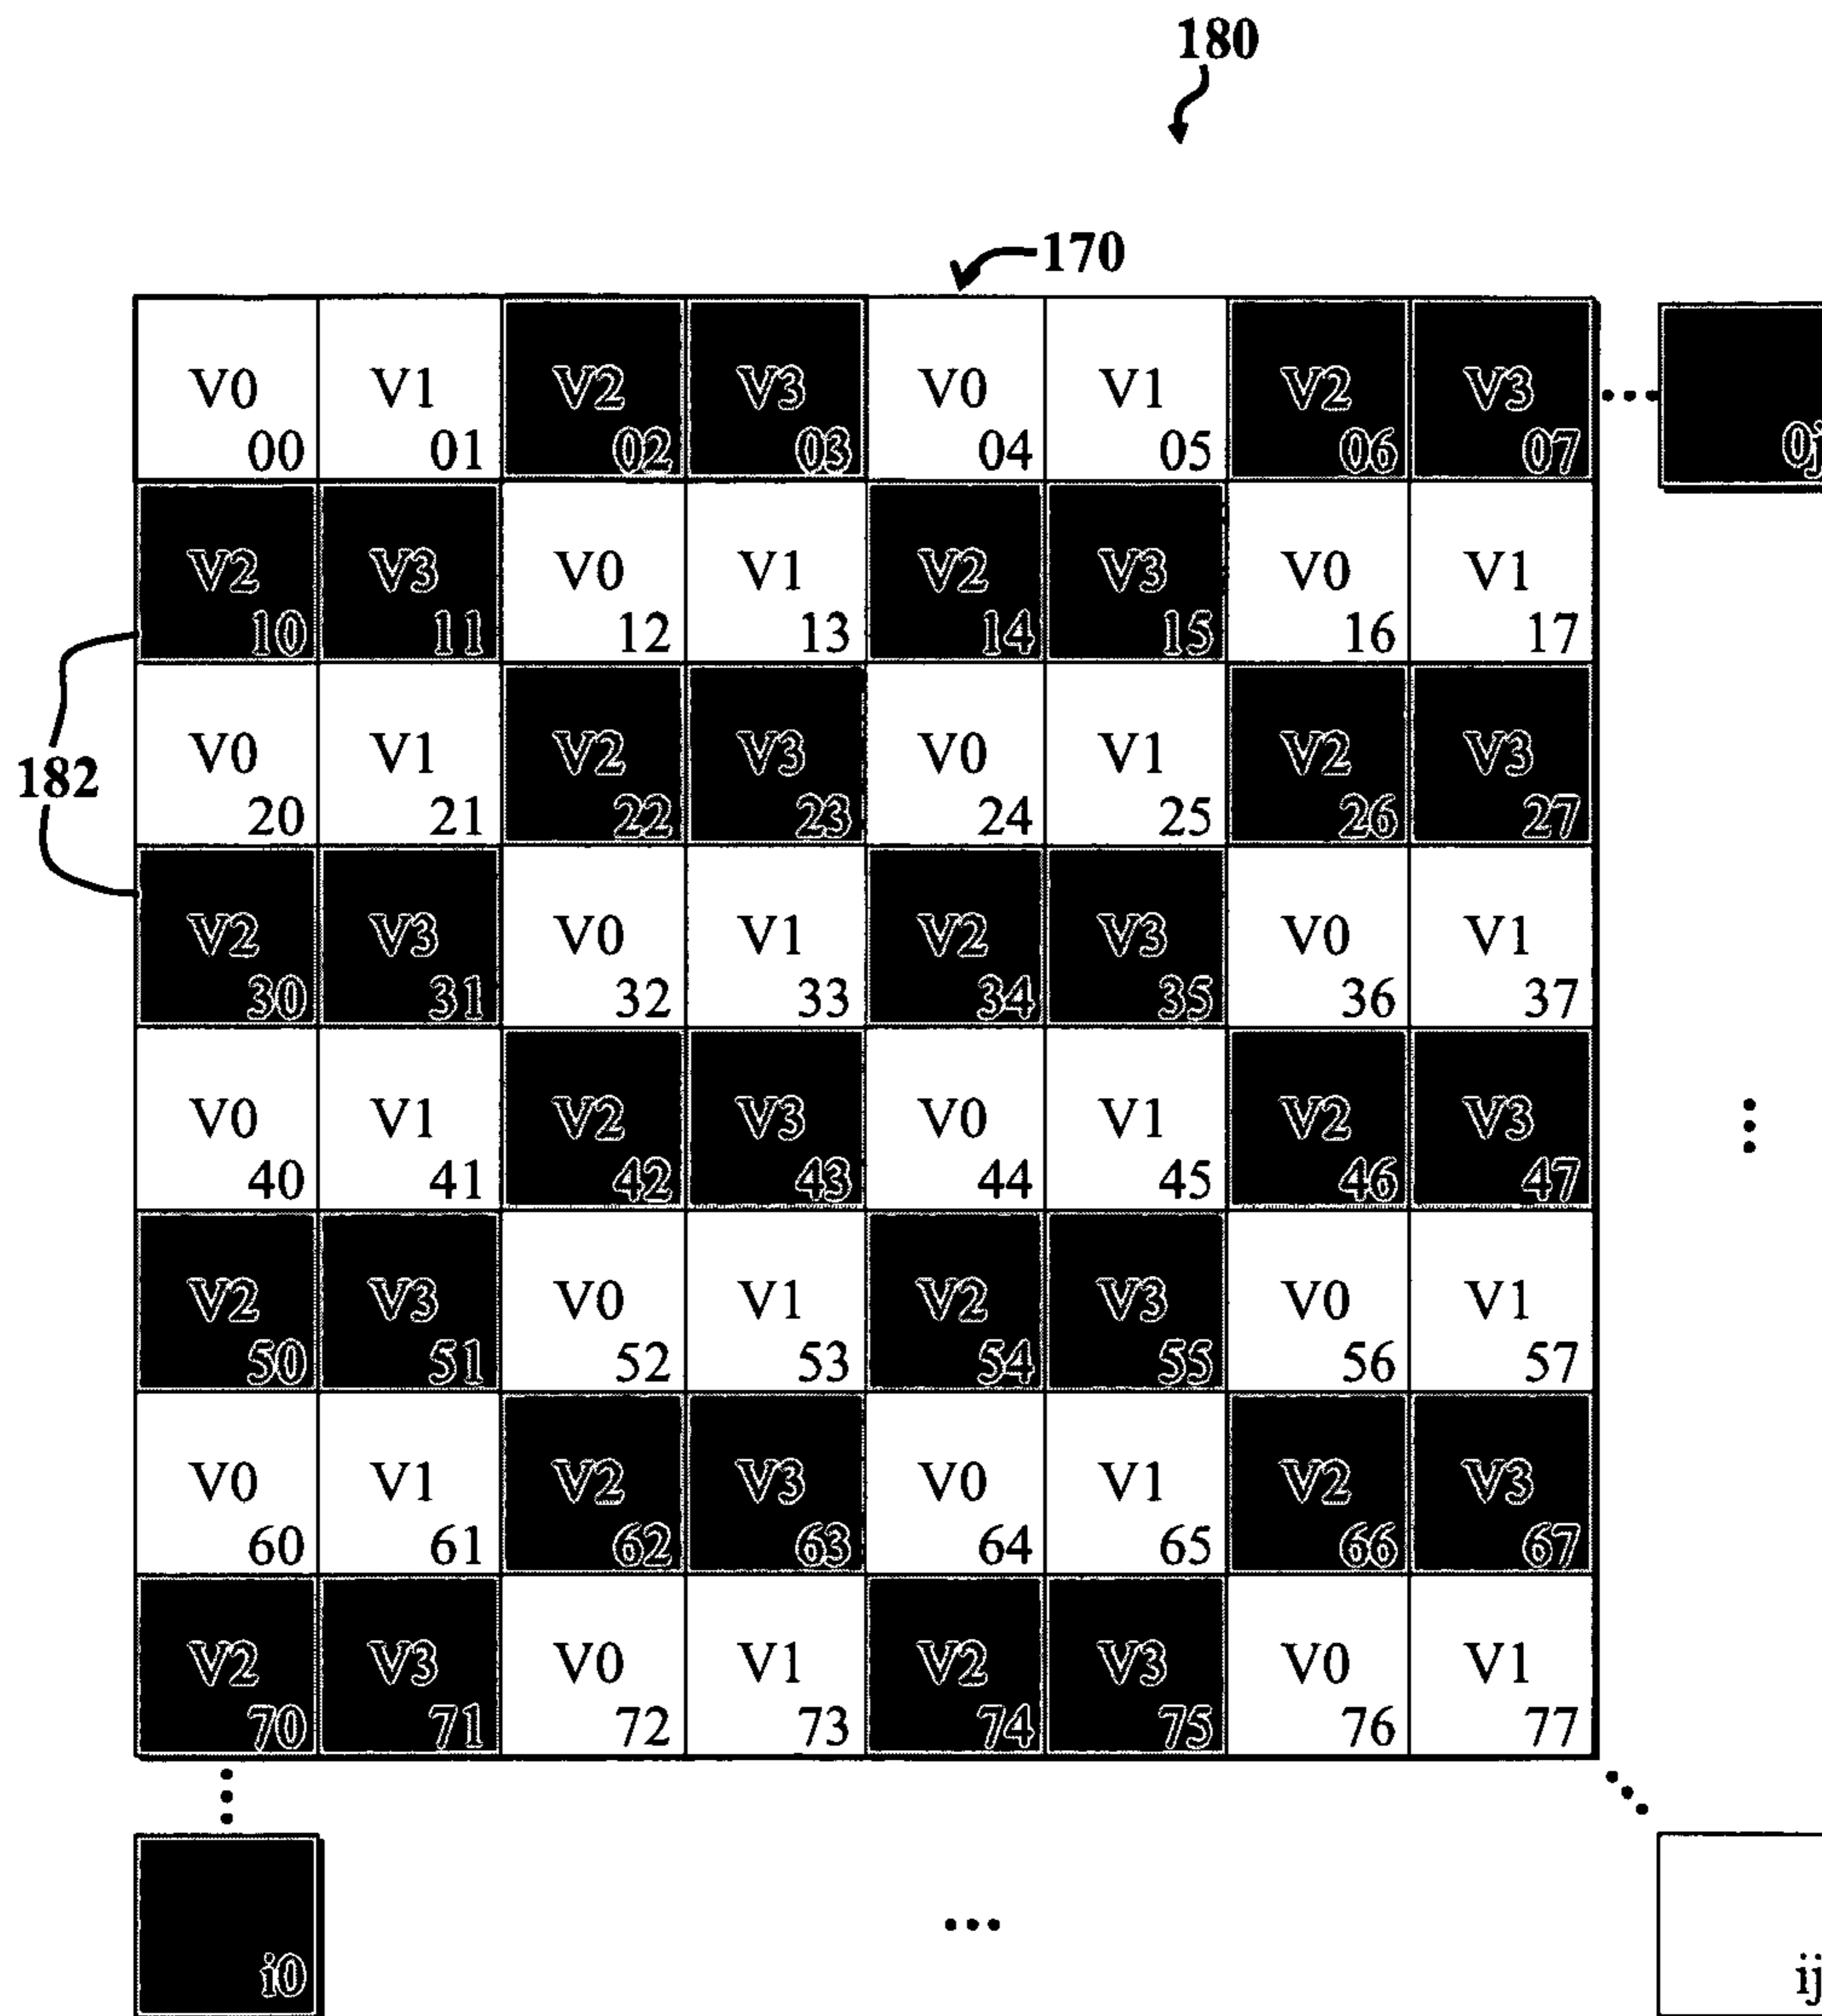 180
170
V0 V1 V2 V3 V0 V1 V2 V3
00 01 02 03 04 05 06 07 0j
V2 V3 V0 V1 V2 V3 V0 V1
10 11 12 13 14 15 16 17
V0 V1 V2 V3 V0 V1 V2 V3
182
20 21 22 23 24 25 26 27
V2 V3 V0 V1 V2 V3 V0 V1
30 31 32 33 34 35 36 37
V0 V1 V2 V3 V0 V1 V2 V3
40 41 42 43 44 45 46 47
V2 V3 V0 V1 V2 V3 V0 V1
50 51 52 53 54 55 56 57
V0 V1 V2 V3 V0 V1 V2 V3
60 61 62 63 64 65 66 67
V2 V3 V0 V1 V2 V3 V0 V1
70 71 72 73 74 75 76 77
i0 ij